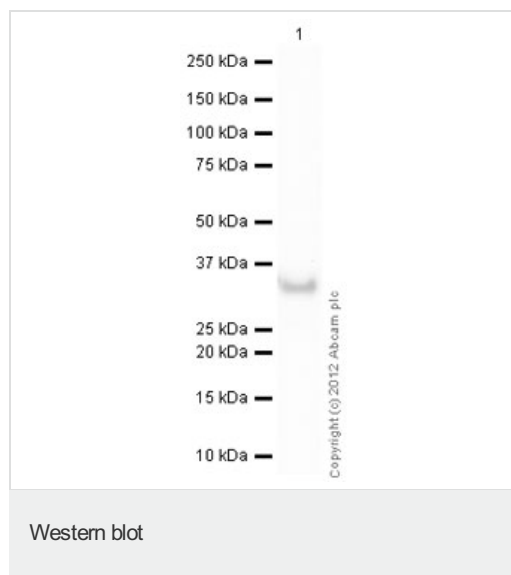 1
250 kDa
150 kDa
100 kDa
75 kDa
50 kDa
37 kDa
25 kDa
20 kDa
15 kDa
10 kDa
Copyright (c) 2012 Abcam plc
Western blot